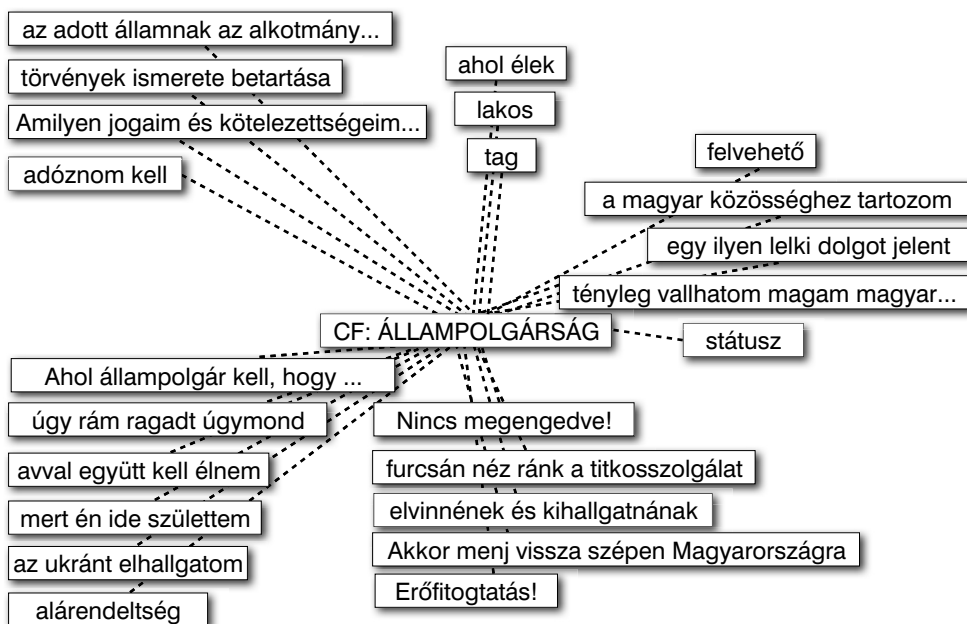 az adott államnak az alkotmány...
törvények ismerete betartása
Amilyen jogaim és kötelezettségeim...
adóznom kell
ahol élek
lakos
tag
felvehető
a magyar közösséghez tartozom
egy ilyen lelki dolgot jelent
tényleg vallhatom magam magyar...
CF: ÁLLAMPOLGÁRSÁG
státusz
Ahol állampolgár kell, hogy ...
úgy rám ragadt úgymond
avval együtt kell élnem
mert én ide születtem
az ukránt elhallgatom
alárendeltség
Nincs megengedve!
furcsán néz ránk a titkosszolgálat
elvinnének és kihallgatnának
Akkor menj vissza szépen Magyarországra
Erőfitogtatás!